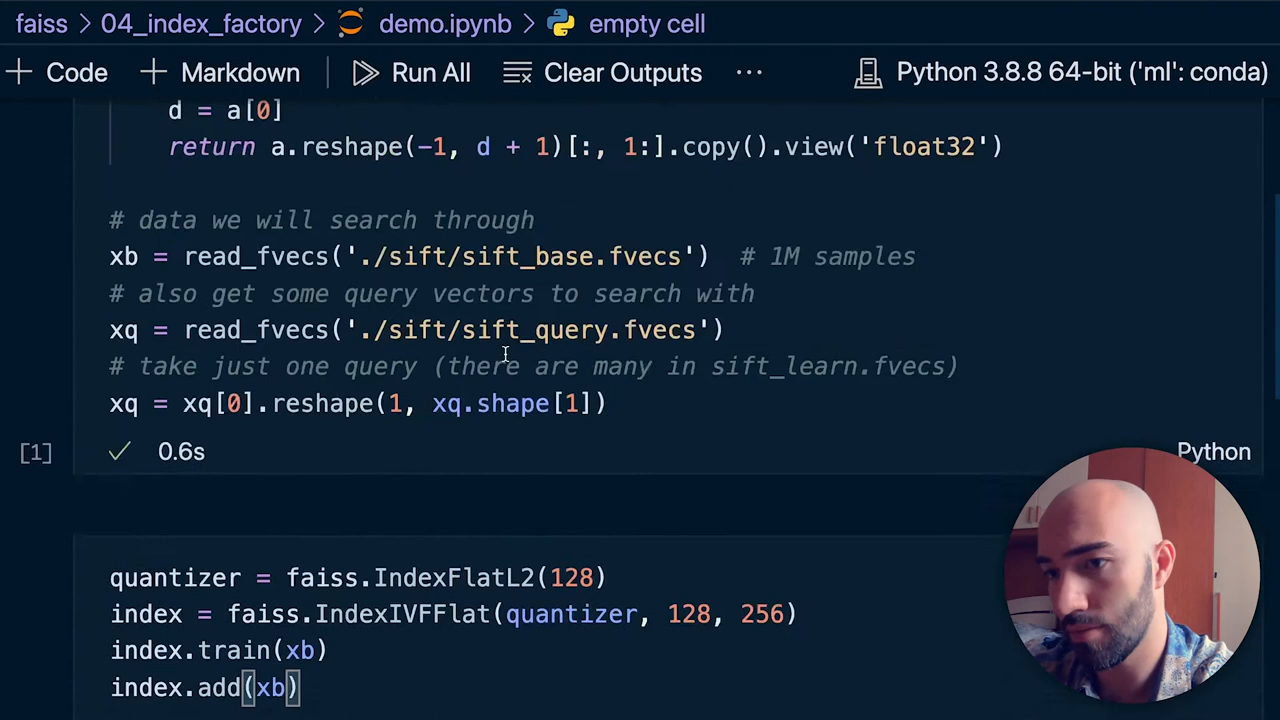 faiss > 04_index_factory > demo.ipynb > empty cell
+ Code + Markdown Run All Clear Outputs ··· Python 3.8.8 64-bit ('ml': conda)
d = a[0]
return a.reshape(-1, d + 1)[:, 1:].copy().view('float32')
# data we will search through
xb = read_fvecs('./sift/sift_base.fvecs')  # 1M samples
# also get some query vectors to search with
xq = read_fvecs('./sift/sift_query.fvecs')
# take just one query (there are many in sift_learn.fvecs)
xq = xq[0].reshape(1, xq.shape[1])
[1] ✓ 0.6s Python
quantizer = faiss.IndexFlatL2(128)
index = faiss.IndexIVFFlat(quantizer, 128, 256)
index.train(xb)
index.add(xb)